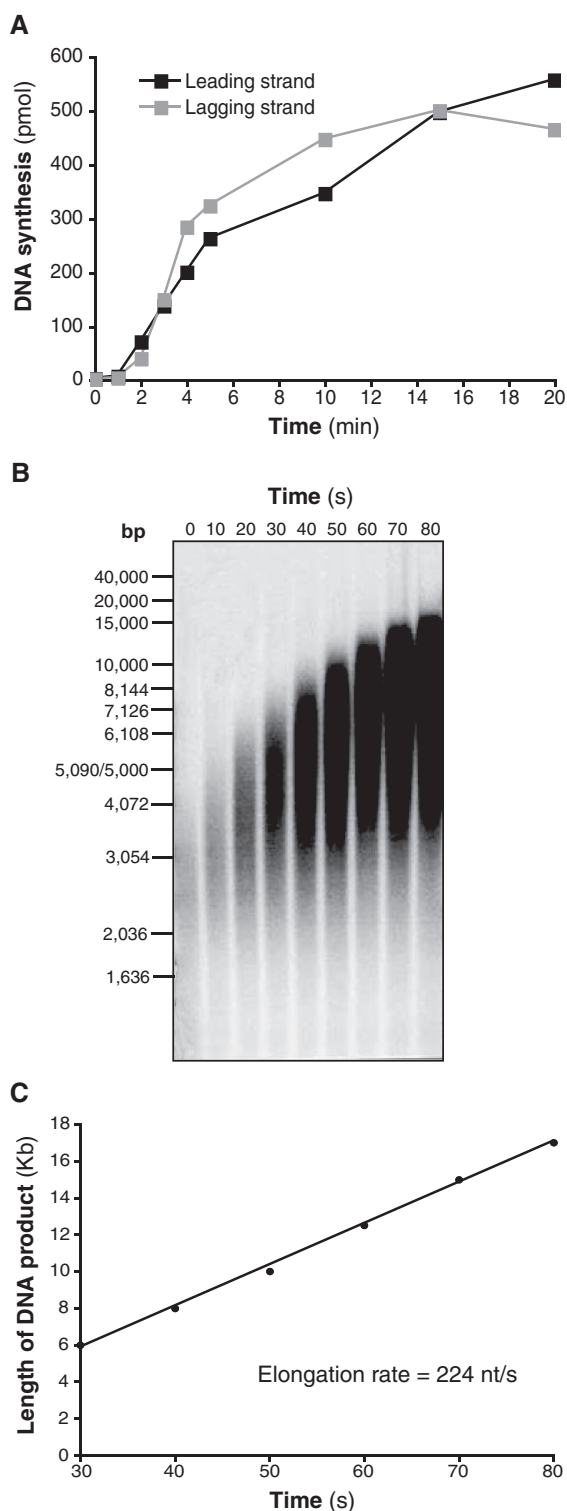 A
600
500
400
300
200
100
0
DNA synthesis (pmol)
Leading strand
Lagging strand
0 2 4 6 8 10 12 14 16 18 20
Time (min)
B
Time (s)
bp 0 10 20 30 40 50 60 70 80
40,000
20,000
15,000
10,000
8,144
7,126
6,108
5,090/5,000
4,072
3,054
2,036
1,636
C
18
16
14
12
10
8
6
4
2
0
Length of DNA product (Kb)
Elongation rate = 224 nt/s
30 40 50 60 70 80
Time (s)